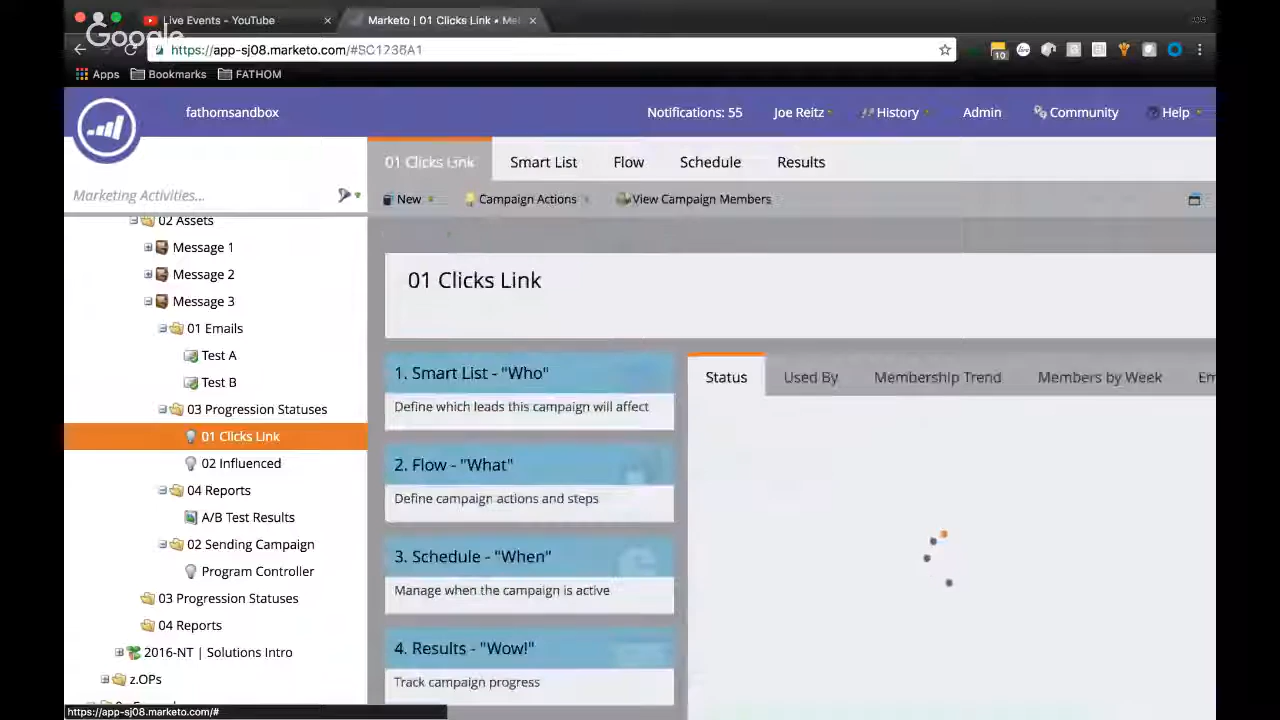 Live Events - YouTube
Marketo | 01 Clicks Link •
Google
https://app-sj08.marketo.com/#SC1238A1
10
Apps Bookmarks FATHOM
fathomsandbox
Notifications: 55 Joe Reitz History Admin Community Help
01 Clicks Link Smart List Flow Schedule Results
Marketing Activities...
New Campaign Actions View Campaign Members
02 Assets
Message 1
Message 2
Message 3
01 Emails
Test A
Test B
03 Progression Statuses
01 Clicks Link
02 Influenced
04 Reports
A/B Test Results
02 Sending Campaign
Program Controller
03 Progression Statuses
04 Reports
2016-NT | Solutions Intro
z.OPs
01 Clicks Link
1. Smart List - "Who"
Define which leads this campaign will affect
2. Flow - "What"
Define campaign actions and steps
3. Schedule - "When"
Manage when the campaign is active
4. Results - "Wow!"
Track campaign progress
Status Used By Membership Trend Members by Week Em
https://app-sj08.marketo.com/#